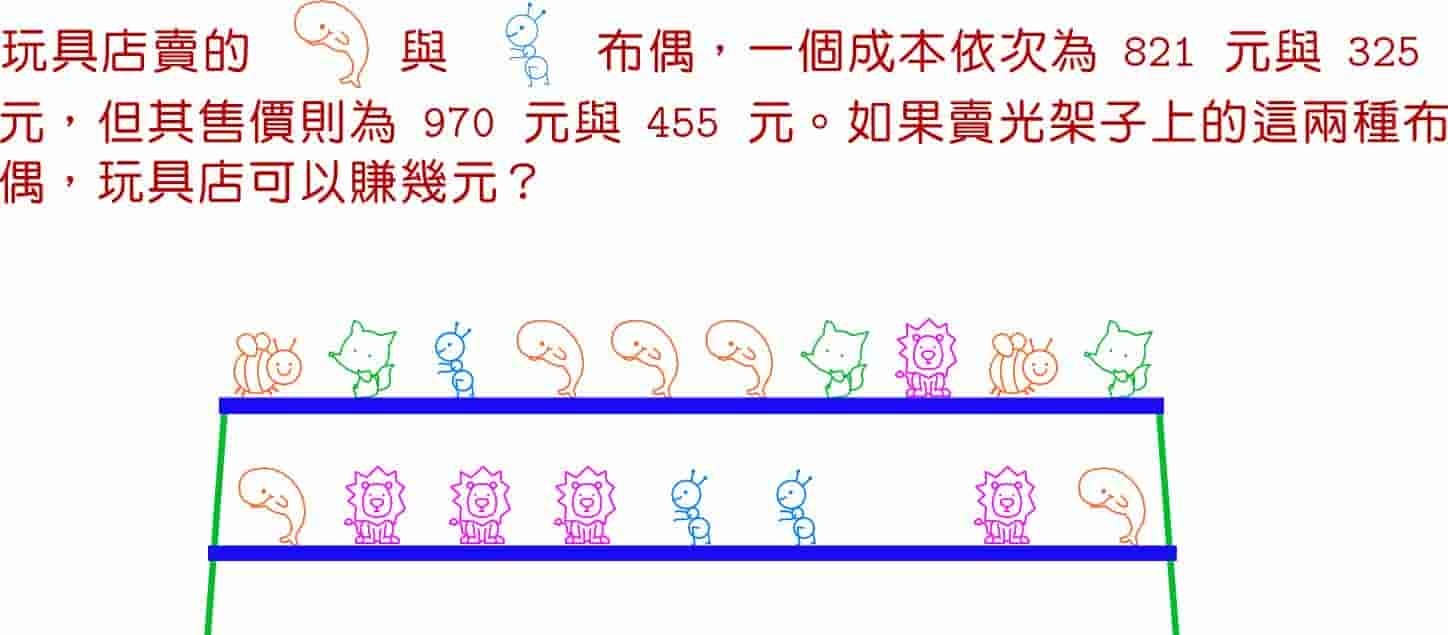 玩具店賣的 與 布偶，一個成本依次為 821 元與 325
元，但其售價則為 970 元與 455 元。如果賣光架子上的這兩種布
偶，玩具店可以賺幾元？